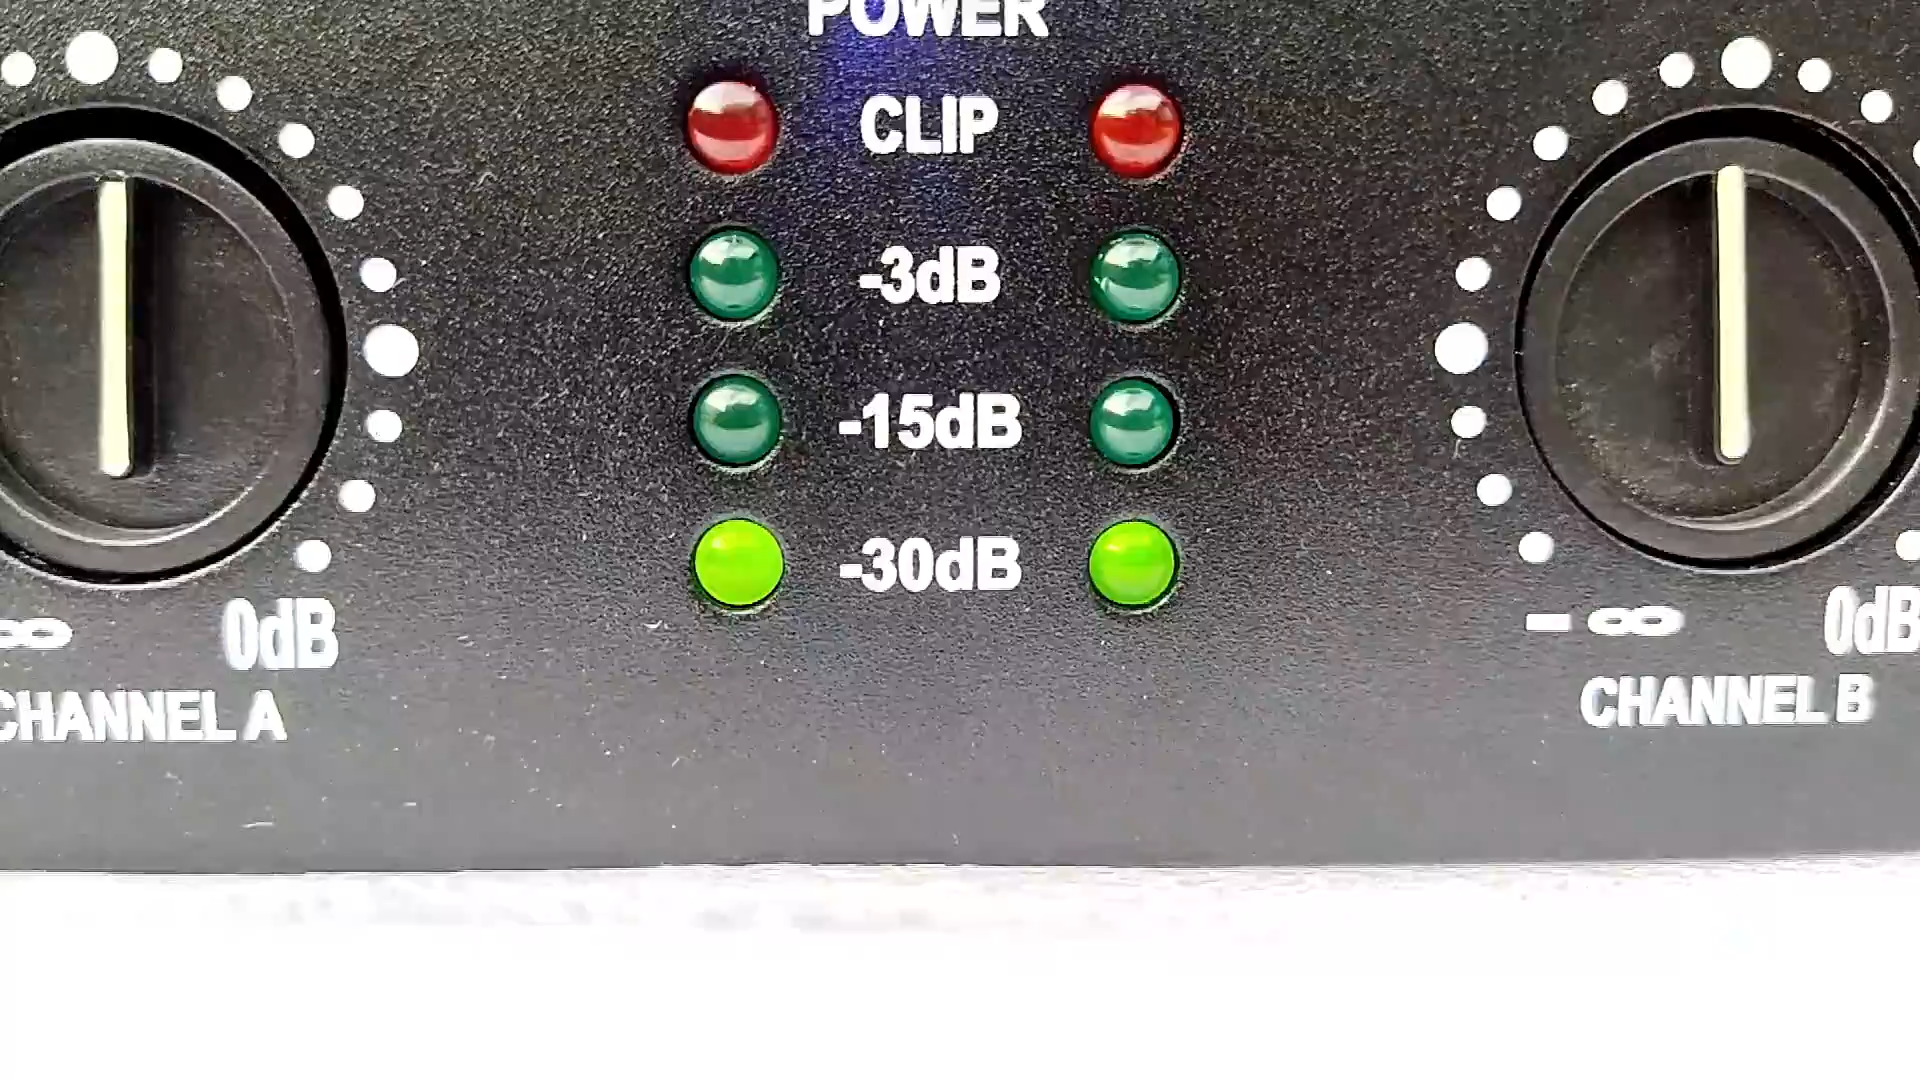 POWER
CLIP
-3dB
-15dB
-30dB
∞ 0dB
CHANNEL A
-∞ 0dB
CHANNEL B